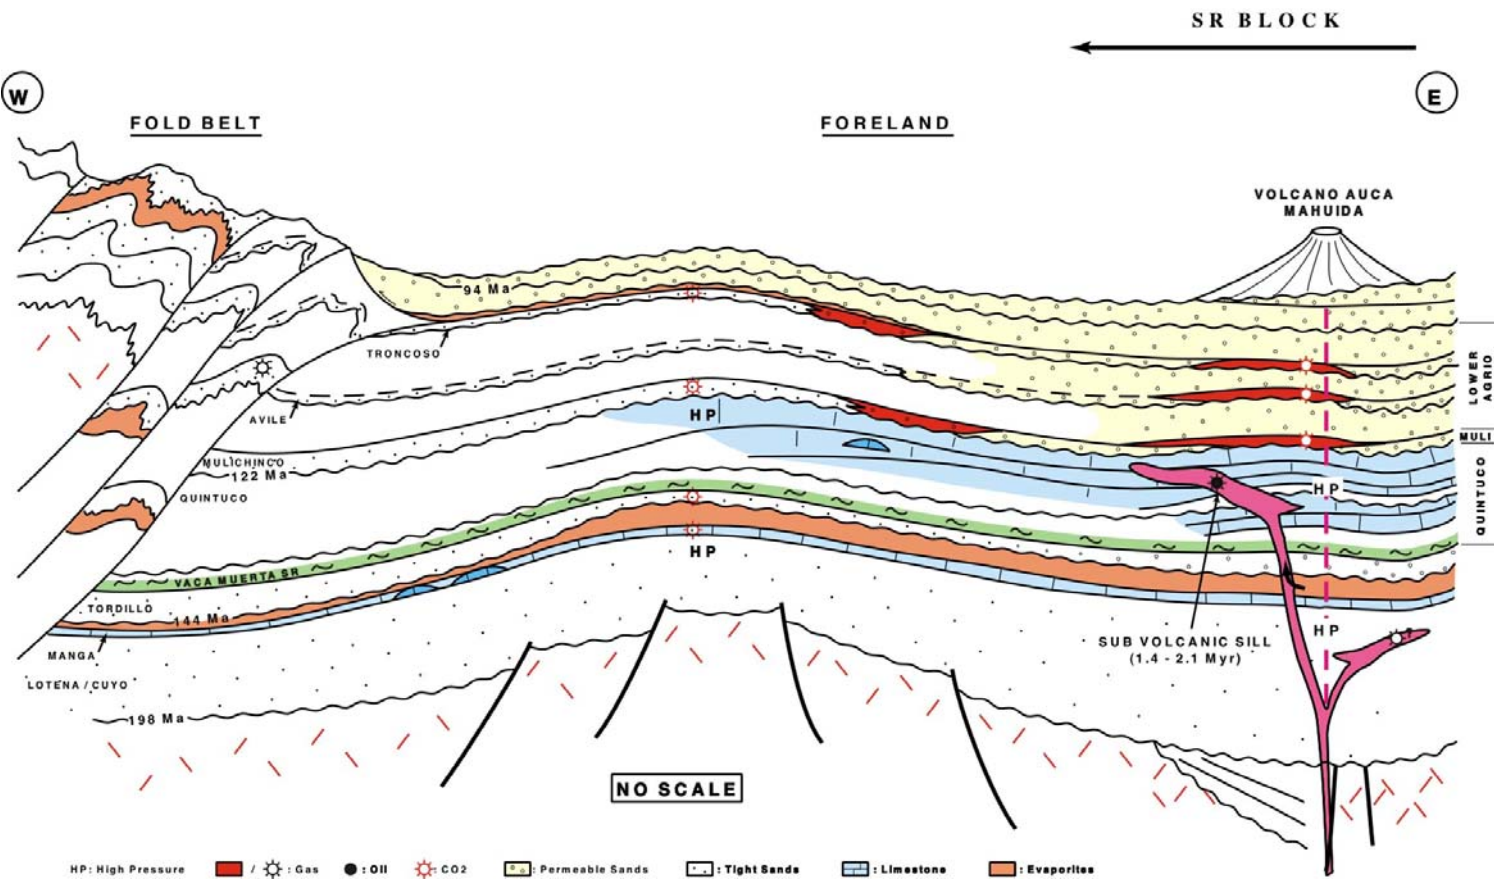 SR BLOCK
W
E
FOLD BELT
FORELAND
VOLCANO AUCA
MAHUIDA
94 Ma
TRONCOSO
LOWER
AGRIO
AVILE
HP
MULI
MULICHINCO
122 Ma
QUINTUCO
HP
QUINTUCO
HP
VACA MUERTA SR
TORDILLO
144 Ma
MANGA
HP
SUB VOLCANIC SILL
(1.4 - 2.1 Myr)
?
LOTENA / CUYO
198 Ma
NO SCALE
HP: High Pressure
/ : Gas
: Oil
: CO2
: Permeable Sands
: Tight Sands
: Limestone
: Evaporites